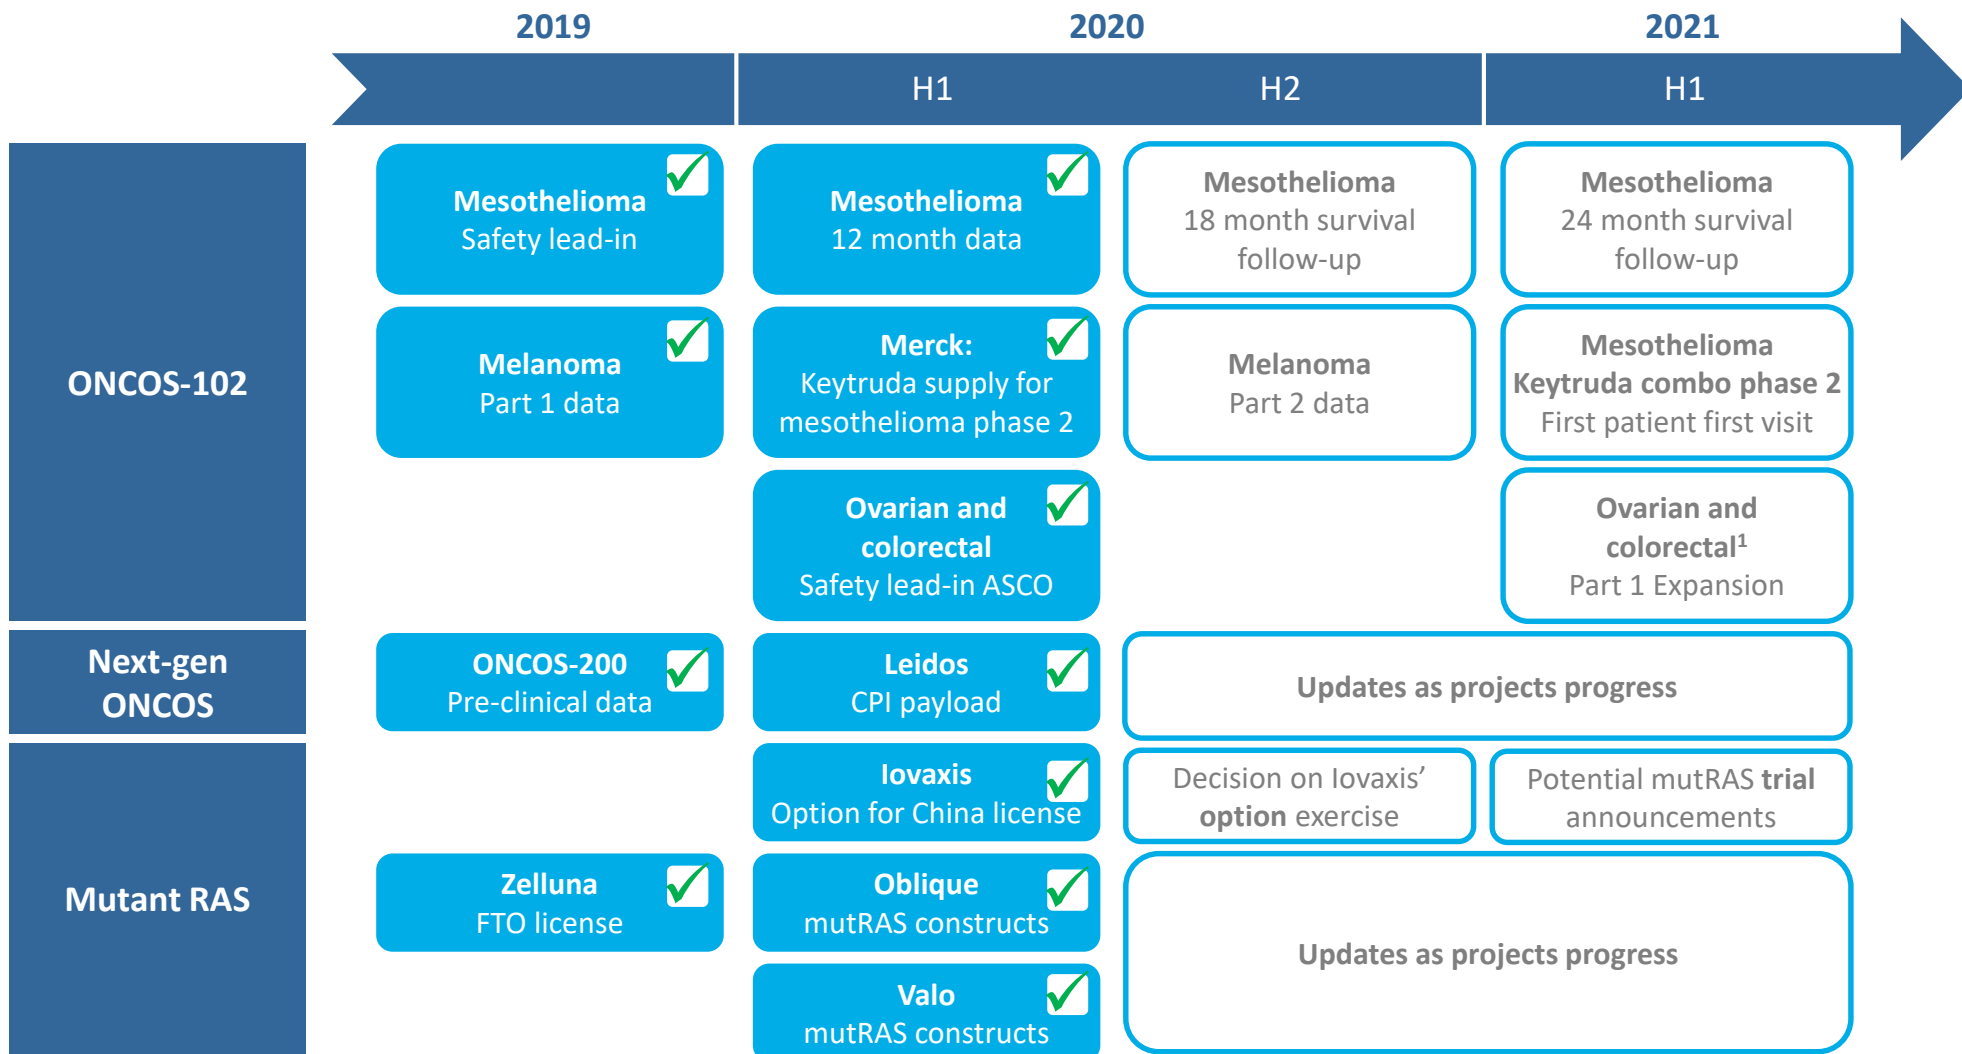 2019
2020
2021
H1
H2
H1
ONCOS-102
Mesothelioma
Safety lead-in
Mesothelioma
12 month data
Mesothelioma
18 month survival
follow-up
Mesothelioma
24 month survival
follow-up
Melanoma
Part 1 data
Merck:
Keytruda supply for
mesothelioma phase 2
Melanoma
Part 2 data
Mesothelioma
Keytruda combo phase 2
First patient first visit
Ovarian and
colorectal
Safety lead-in ASCO
Ovarian and
colorectal¹
Part 1 Expansion
Next-gen
ONCOS
ONCOS-200
Pre-clinical data
Leidos
CPI payload
Updates as projects progress
Mutant RAS
Iovaxis
Option for China license
Decision on Iovaxis’
option exercise
Potential mutRAS trial
announcements
Zelluna
FTO license
Oblique
mutRAS constructs
Updates as projects progress
Valo
mutRAS constructs